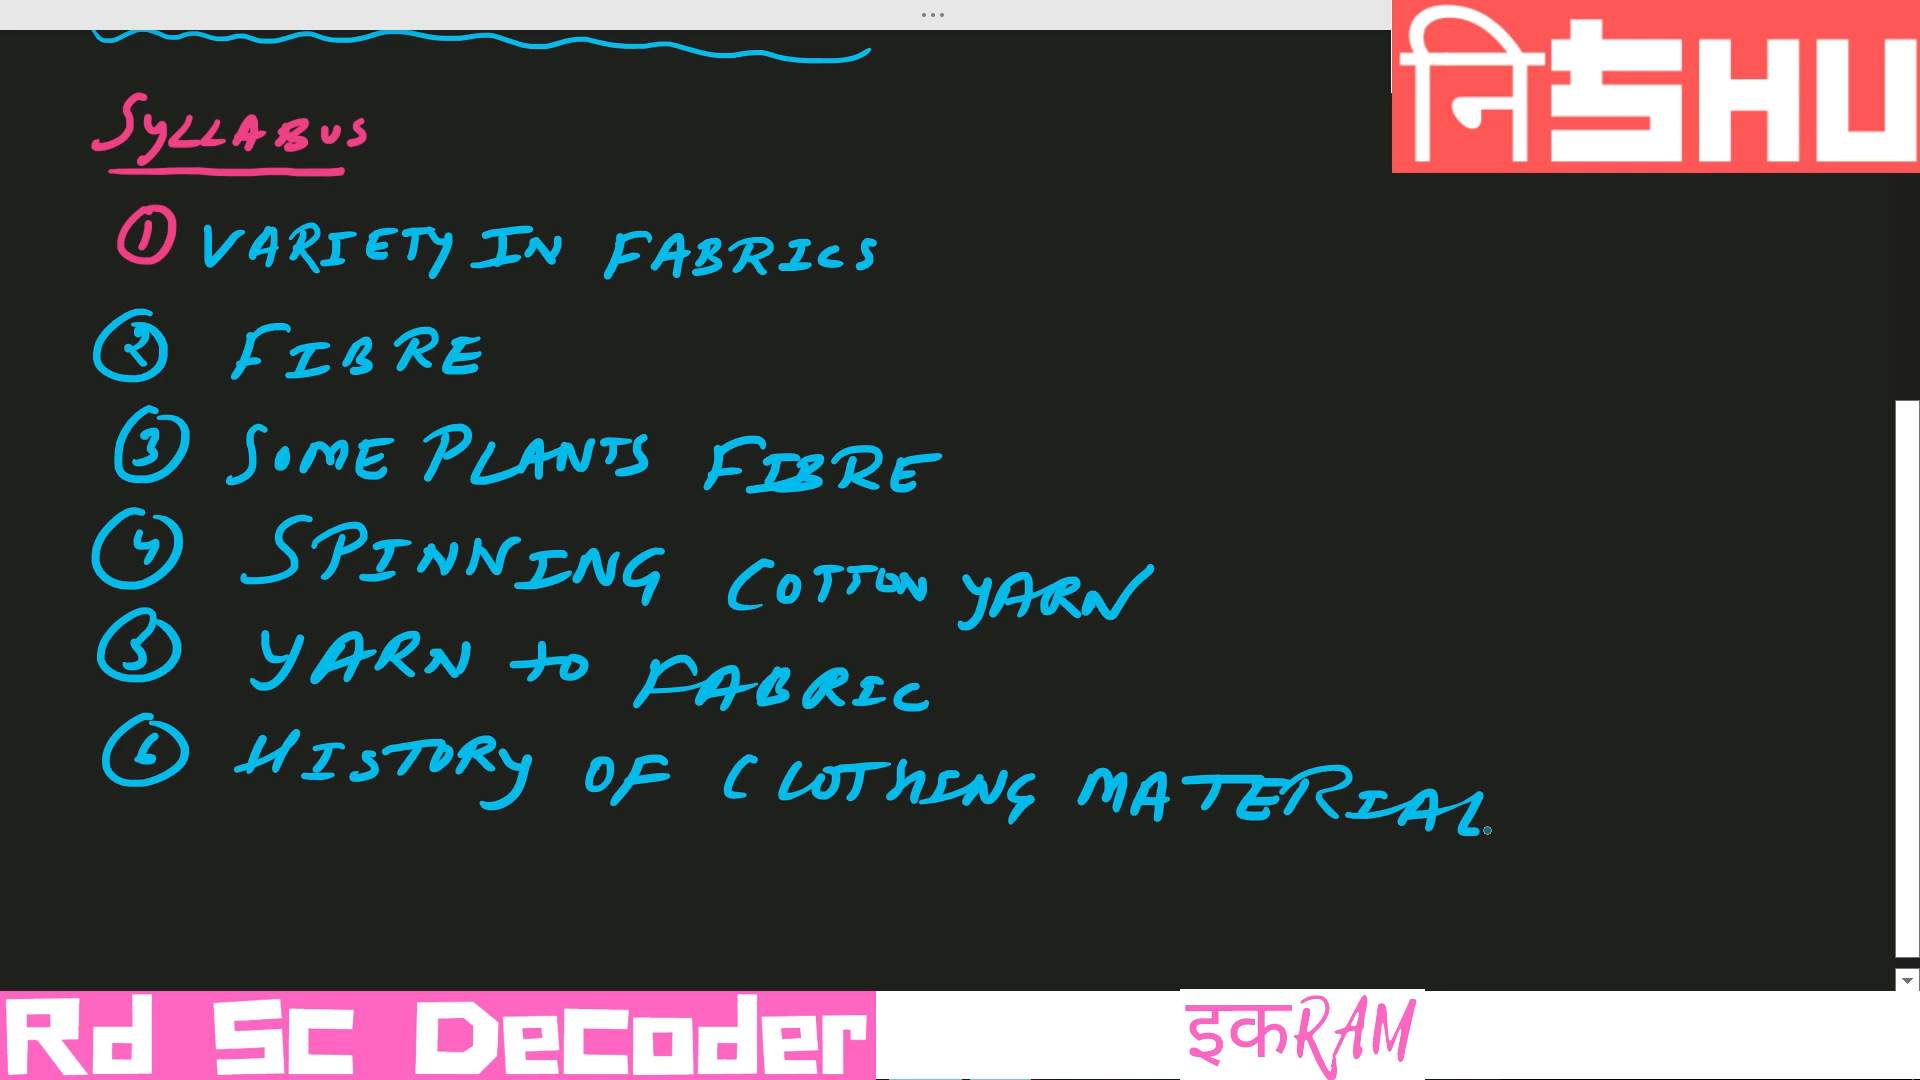 निSHU
SYLLABUS
① VARIETY IN FABRICS
② FIBRE
③ SOME PLANTS FIBRE
④ SPINNING COTTON YARN
⑤ YARN to FABRIC
⑥ HISTORY OF CLOTHING MATERIAL
Rd Sc Decoder
इकRAM